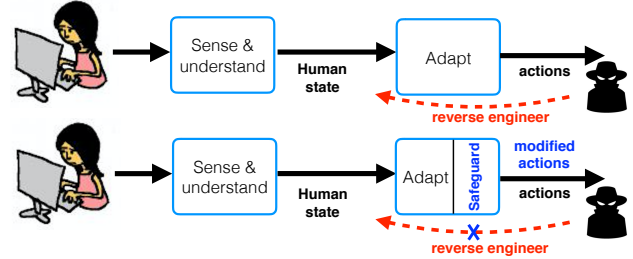 Sense &
understand
Human
state
Adapt
actions
reverse engineer
Sense &
understand
Human
state
Adapt
Safeguard
modified
actions
actions
reverse engineer